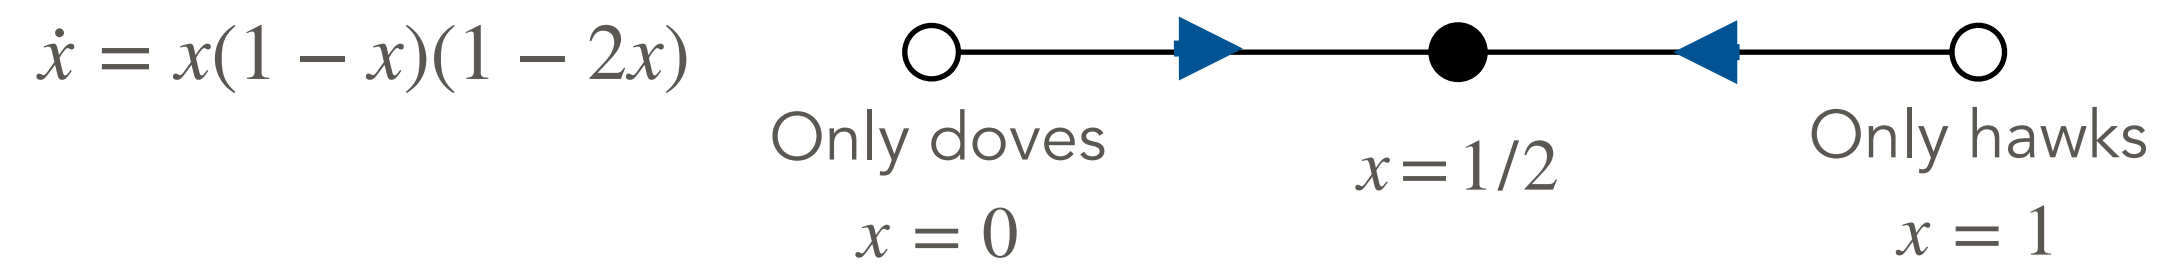 ẋ = x(1 − x)(1 − 2x)
Only doves
x = 0
x = 1/2
Only hawks
x = 1